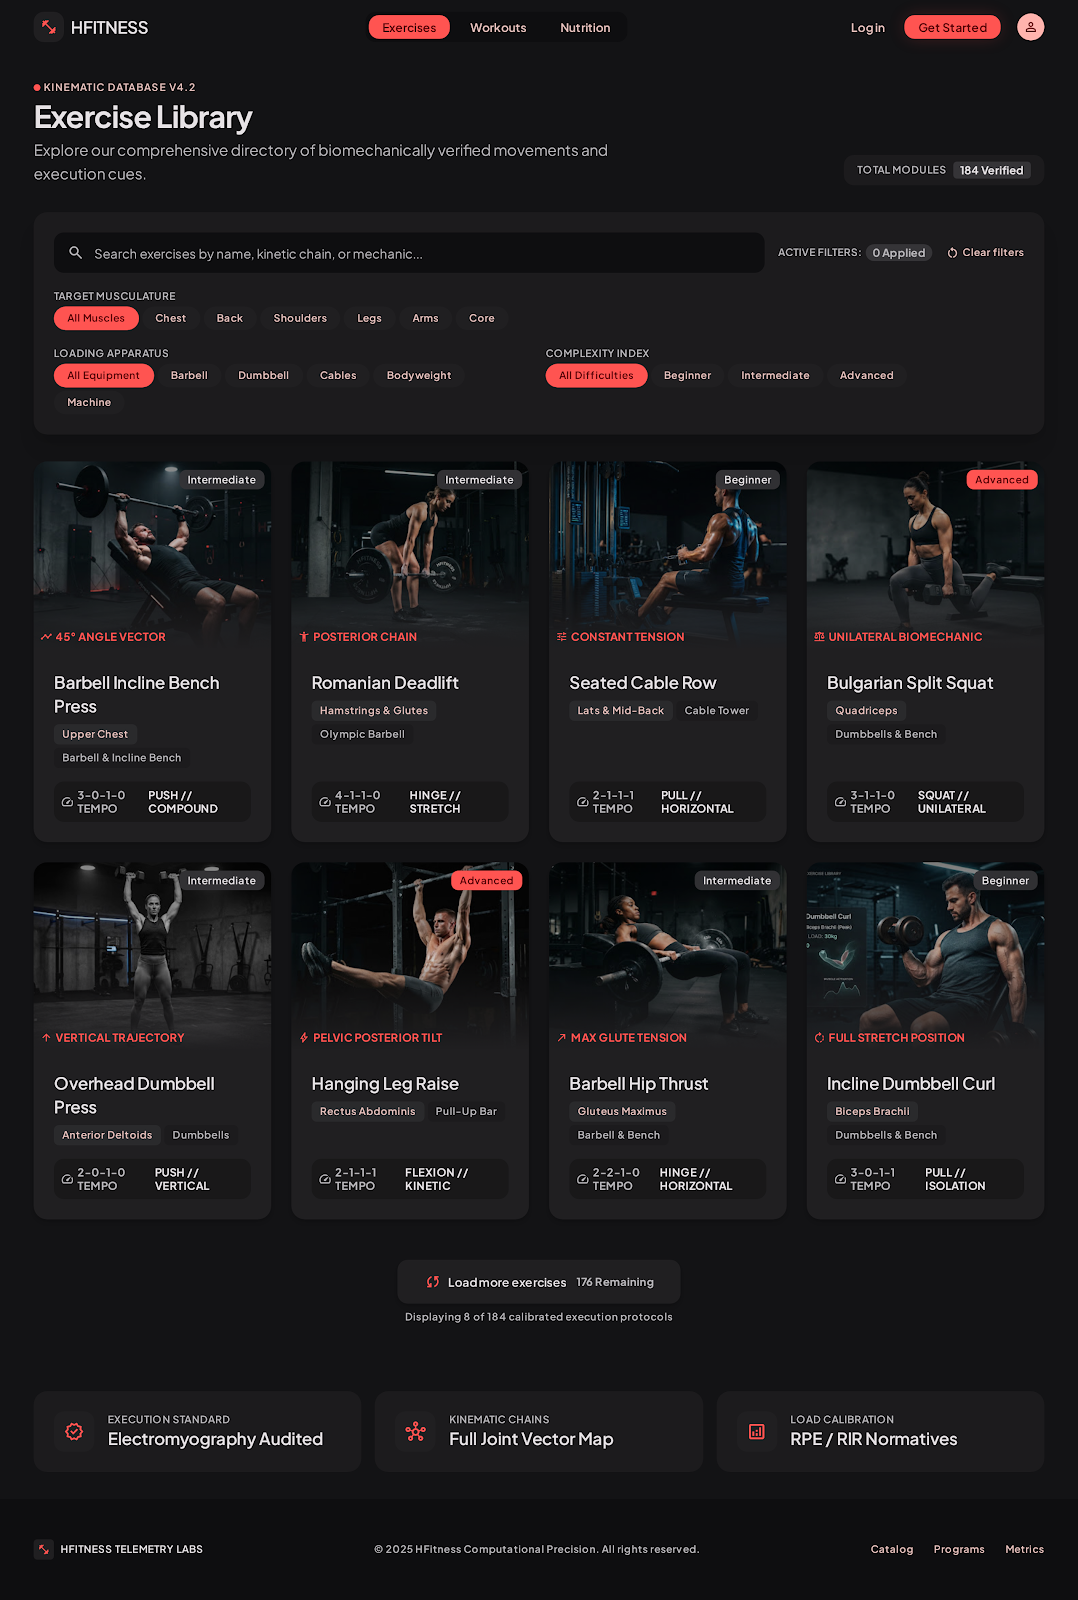 HFITNESS
Exercises
Workouts
Nutrition
Log in
Get Started
KINEMATIC DATABASE V4.2
Exercise Library
Explore our comprehensive directory of biomechanically verified movements and
execution cues.
TOTAL MODULES
184 Verified
Search exercises by name, kinetic chain, or mechanic...
ACTIVE FILTERS:
0 Applied
Clear filters
TARGET MUSCULATURE
All Muscles
Chest
Back
Shoulders
Legs
Arms
Core
LOADING APPARATUS
All Equipment
Barbell
Dumbbell
Cables
Bodyweight
Machine
COMPLEXITY INDEX
All Difficulties
Beginner
Intermediate
Advanced
Intermediate
45° ANGLE VECTOR
Barbell Incline Bench
Press
Upper Chest
Barbell & Incline Bench
3-0-1-0
TEMPO
PUSH //
COMPOUND
Intermediate
POSTERIOR CHAIN
Romanian Deadlift
Hamstrings & Glutes
Olympic Barbell
4-1-1-0
TEMPO
HINGE //
STRETCH
Beginner
CONSTANT TENSION
Seated Cable Row
Lats & Mid-Back
Cable Tower
2-1-1-1
TEMPO
PULL //
HORIZONTAL
Advanced
UNILATERAL BIOMECHANIC
Bulgarian Split Squat
Quadriceps
Dumbbells & Bench
3-1-1-0
TEMPO
SQUAT //
UNILATERAL
Intermediate
VERTICAL TRAJECTORY
Overhead Dumbbell
Press
Anterior Deltoids
Dumbbells
2-0-1-0
TEMPO
PUSH //
VERTICAL
Advanced
PELVIC POSTERIOR TILT
Hanging Leg Raise
Rectus Abdominis
Pull-Up Bar
2-1-1-1
TEMPO
FLEXION //
KINETIC
Intermediate
MAX GLUTE TENSION
Barbell Hip Thrust
Gluteus Maximus
Barbell & Bench
2-2-1-0
TEMPO
HINGE //
HORIZONTAL
Beginner
EXERCISE LIBRARY
Dumbbell Curl
Biceps Brachii (Peak)
LOAD: 30kg
FULL STRETCH POSITION
Incline Dumbbell Curl
Biceps Brachii
Dumbbells & Bench
3-0-1-1
TEMPO
PULL //
ISOLATION
Load more exercises
176 Remaining
Displaying 8 of 184 calibrated execution protocols
EXECUTION STANDARD
Electromyography Audited
KINEMATIC CHAINS
Full Joint Vector Map
LOAD CALIBRATION
RPE / RIR Normatives
HFITNESS TELEMETRY LABS
© 2025 HFitness Computational Precision. All rights reserved.
Catalog
Programs
Metrics